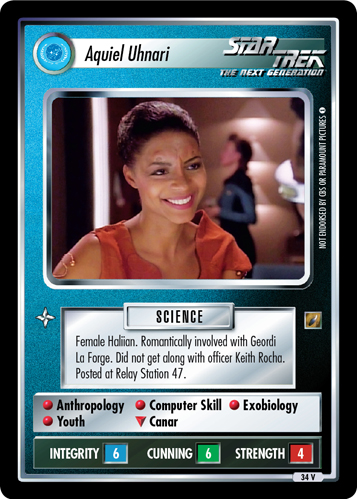 Aquiel Uhnari
STAR TREK
THE NEXT GENERATION
NOT ENDORSED BY CBS OR PARAMOUNT PICTURES
SCIENCE
Female Haliian. Romantically involved with Geordi
La Forge. Did not get along with officer Keith Rocha.
Posted at Relay Station 47.
Anthropology Computer Skill Exobiology
Youth Canar
INTEGRITY 6 CUNNING 6 STRENGTH 4
34 V